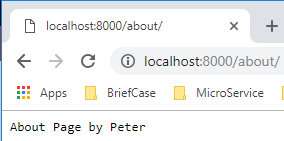 localhost:8000/about/
localhost:8000/about/
Apps BriefCase MicroService
About Page by Peter